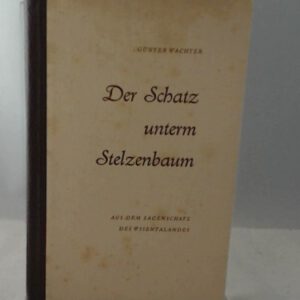 GÜNTER WACHTER
Der Schatz
unterm
Stelzenbaum
AUS DEM SAGENSCHATZ
DES WISENTALANDES